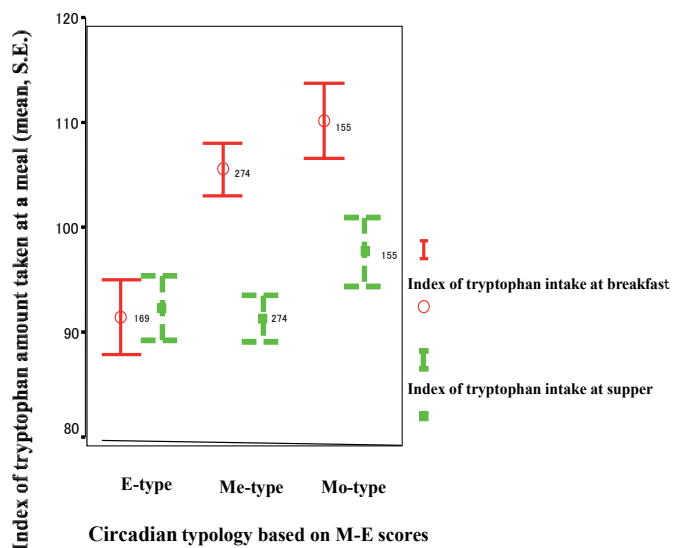 Index of tryptophan amount taken at a meal (mean, S.E.)
120
110
100
90
80
169
274
274
155
155
E-type
Me-type
Mo-type
Circadian typology based on M-E scores
Index of tryptophan intake at breakfast
Index of tryptophan intake at supper